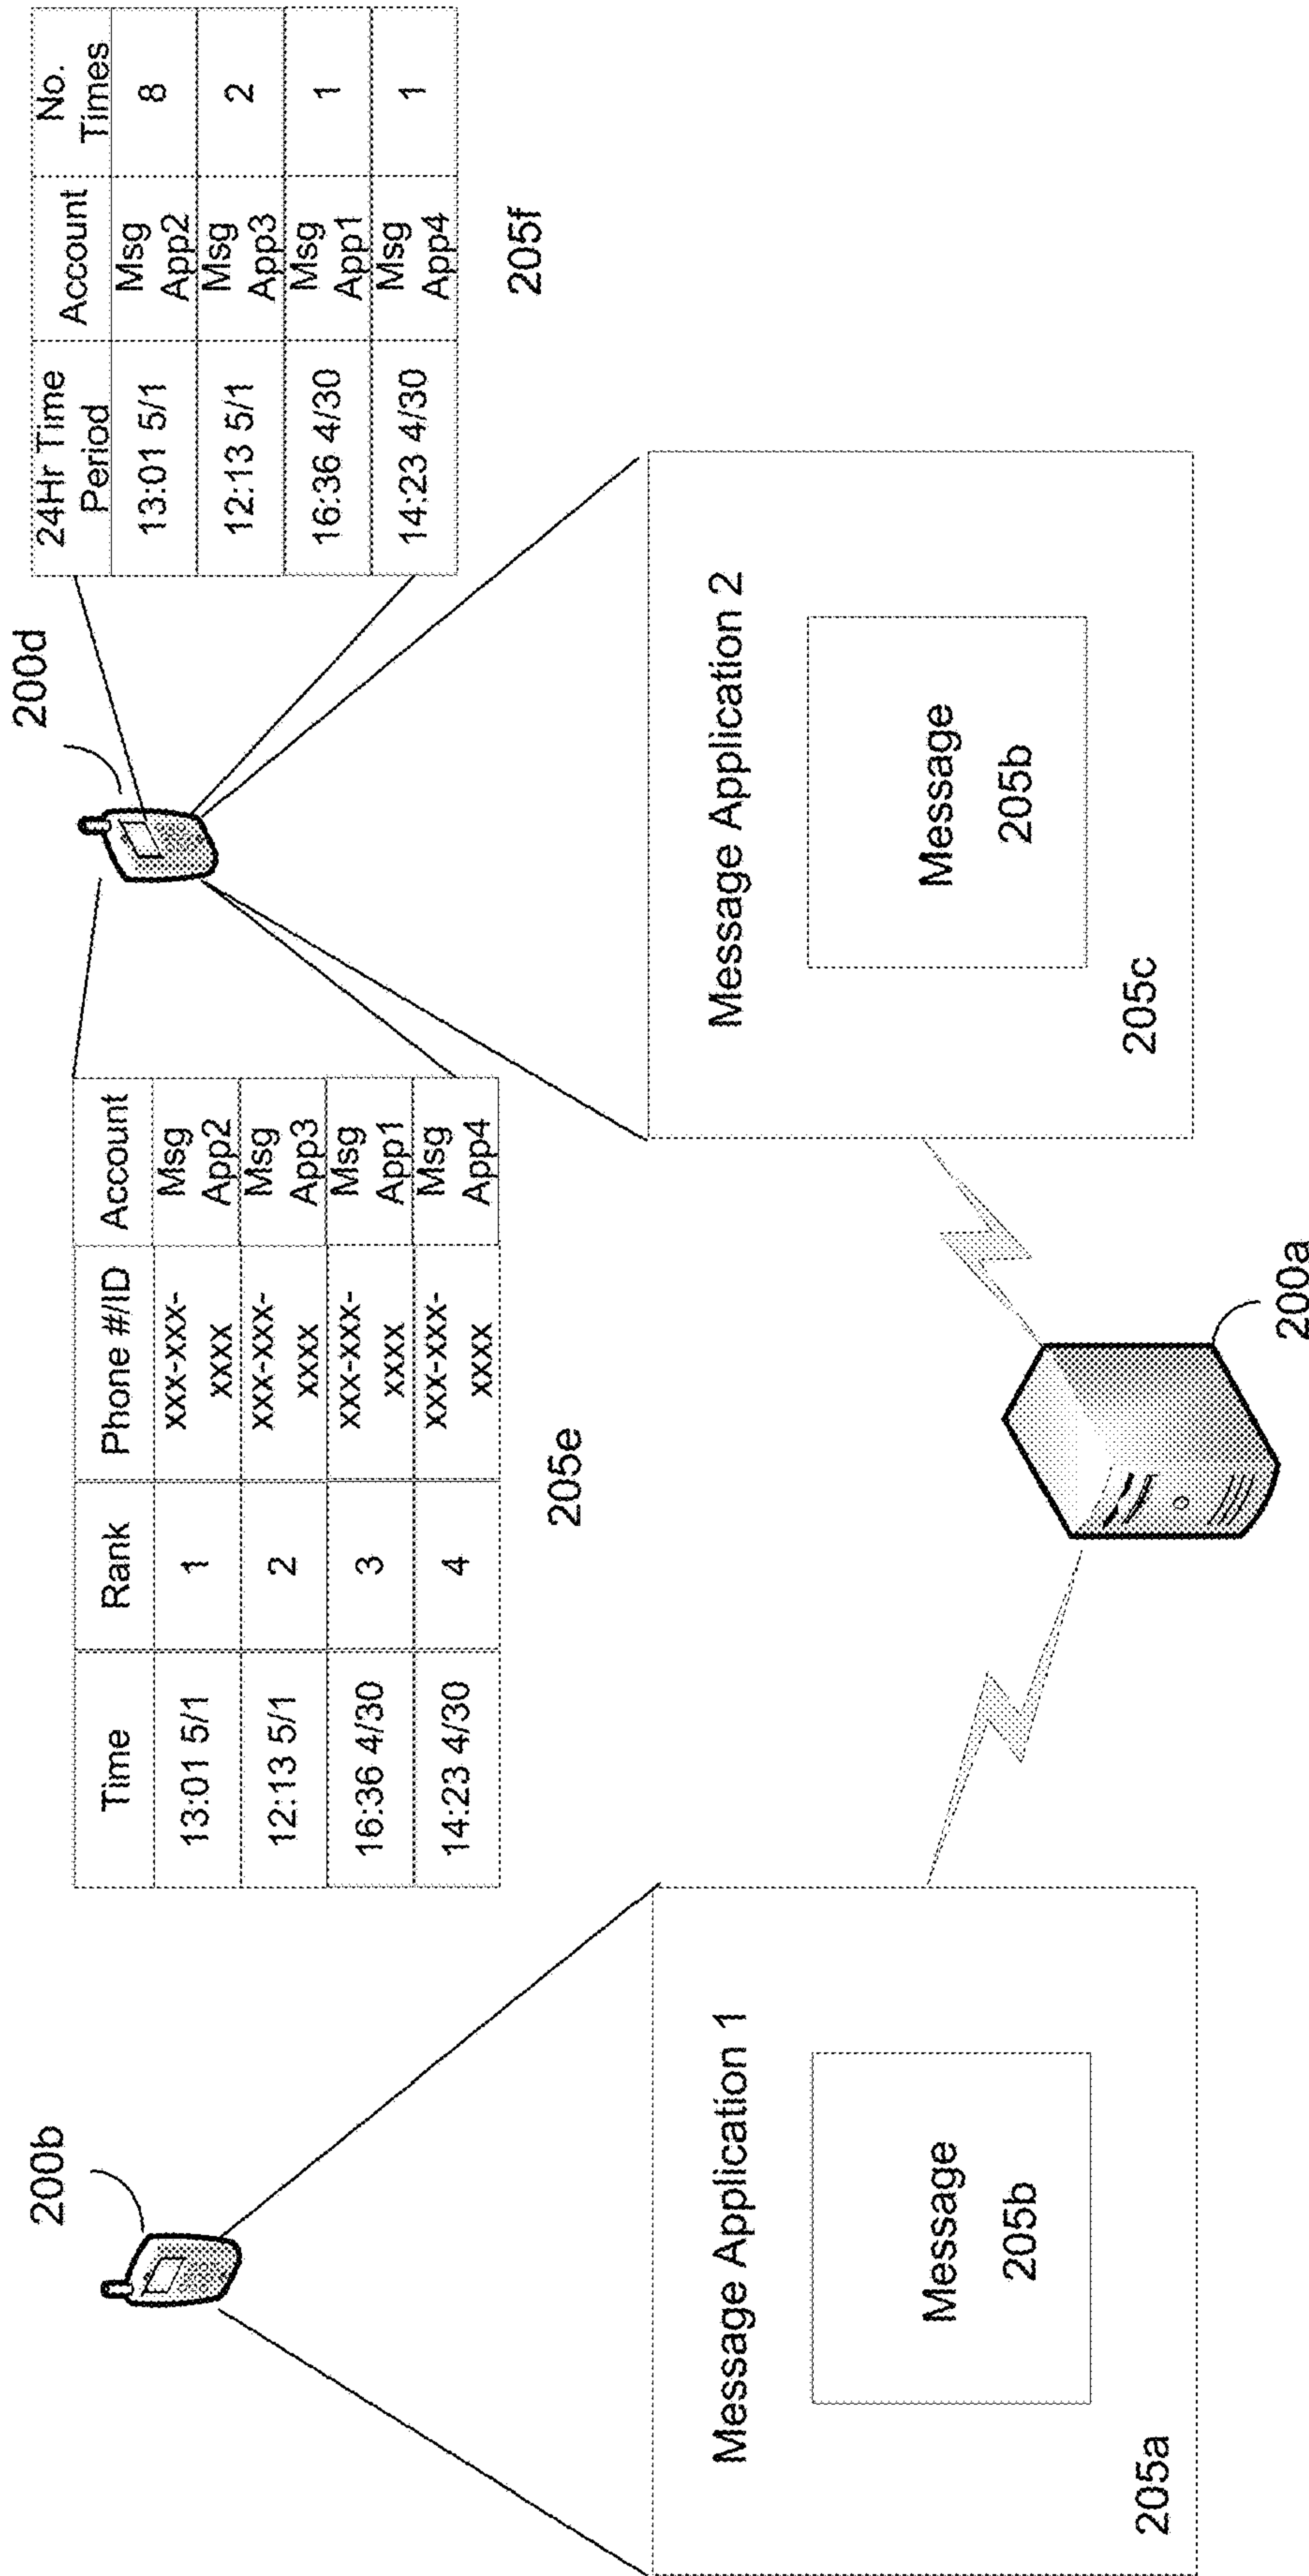 200b
200d
Time Rank Phone #/ID Account
13:01 5/1 1 xxx-xxx-xxxx Msg App2
12:13 5/1 2 xxx-xxx-xxxx Msg App3
16:36 4/30 3 xxx-xxx-xxxx Msg App1
14:23 4/30 4 xxx-xxx-xxxx Msg App4
205e
24Hr Time Period Account No. Times
13:01 5/1 Msg App2 8
12:13 5/1 Msg App3 2
16:36 4/30 Msg App1 1
14:23 4/30 Msg App4 1
205f
Message Application 1
Message
205b
205a
Message Application 2
Message
205b
205c
200a